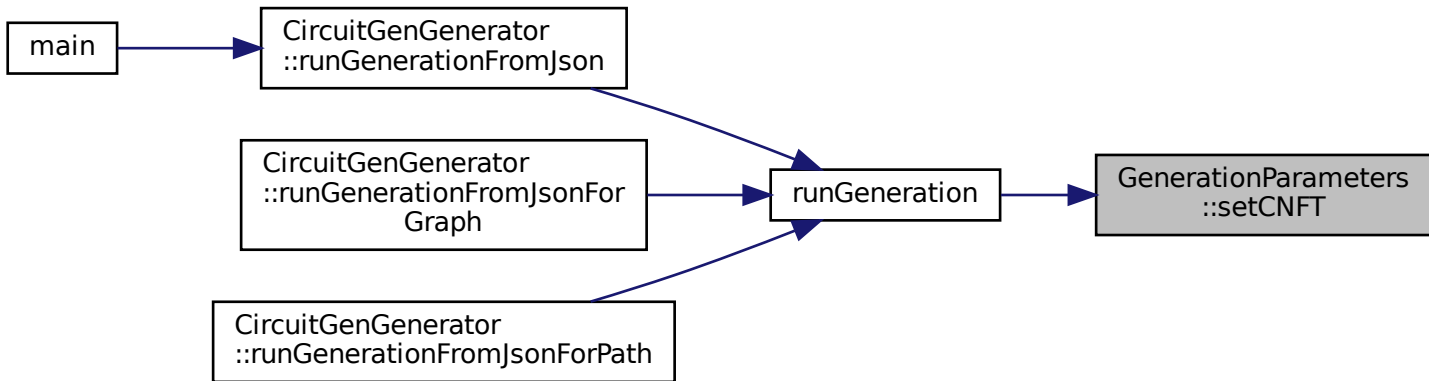 main
CircuitGenGenerator
::runGenerationFromJson
CircuitGenGenerator
::runGenerationFromJsonFor
Graph
CircuitGenGenerator
::runGenerationFromJsonForPath
runGeneration
GenerationParameters
::setCNFT